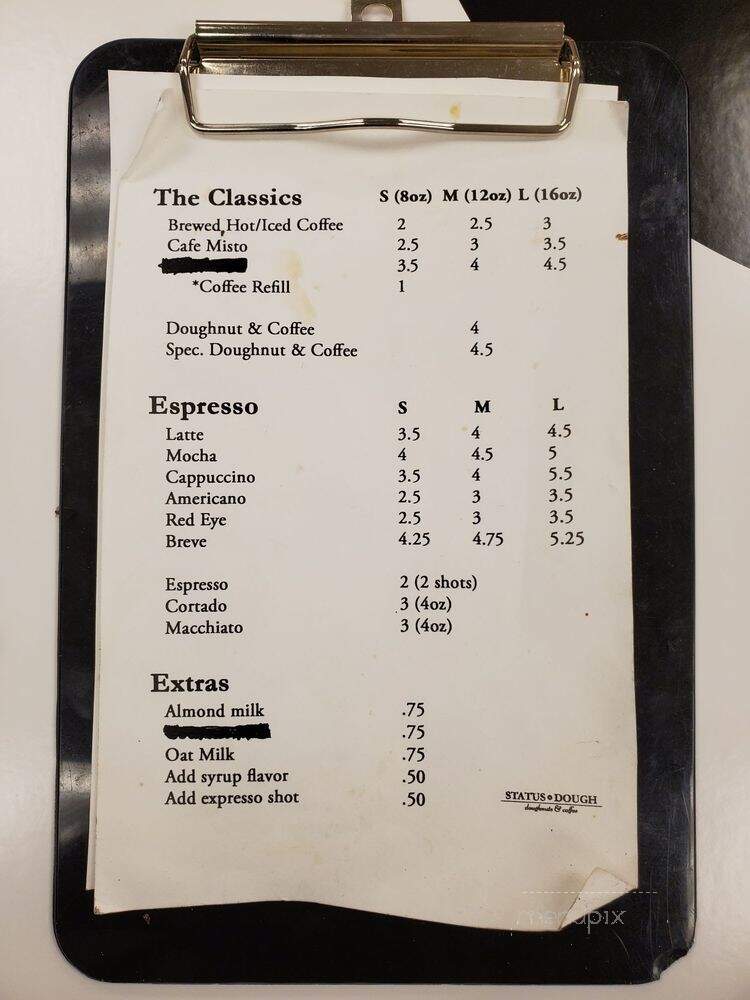 The Classics S (8oz) M (12oz) L (16oz)
Brewed Hot/Iced Coffee 2 2.5 3
Cafe Misto 2.5 3 3.5
3.5 4 4.5
*Coffee Refill 1
Doughnut & Coffee 4
Spec. Doughnut & Coffee 4.5
Espresso S M L
Latte 3.5 4 4.5
Mocha 4 4.5 5
Cappuccino 3.5 4 5.5
Americano 2.5 3 3.5
Red Eye 2.5 3 3.5
Breve 4.25 4.75 5.25
Espresso 2 (2 shots)
Cortado 3 (4oz)
Macchiato 3 (4oz)
Extras
Almond milk .75
.75
Oat Milk .75
Add syrup flavor .50
Add expresso shot .50
STATUS DOUGH
doughnuts & coffee
menupix